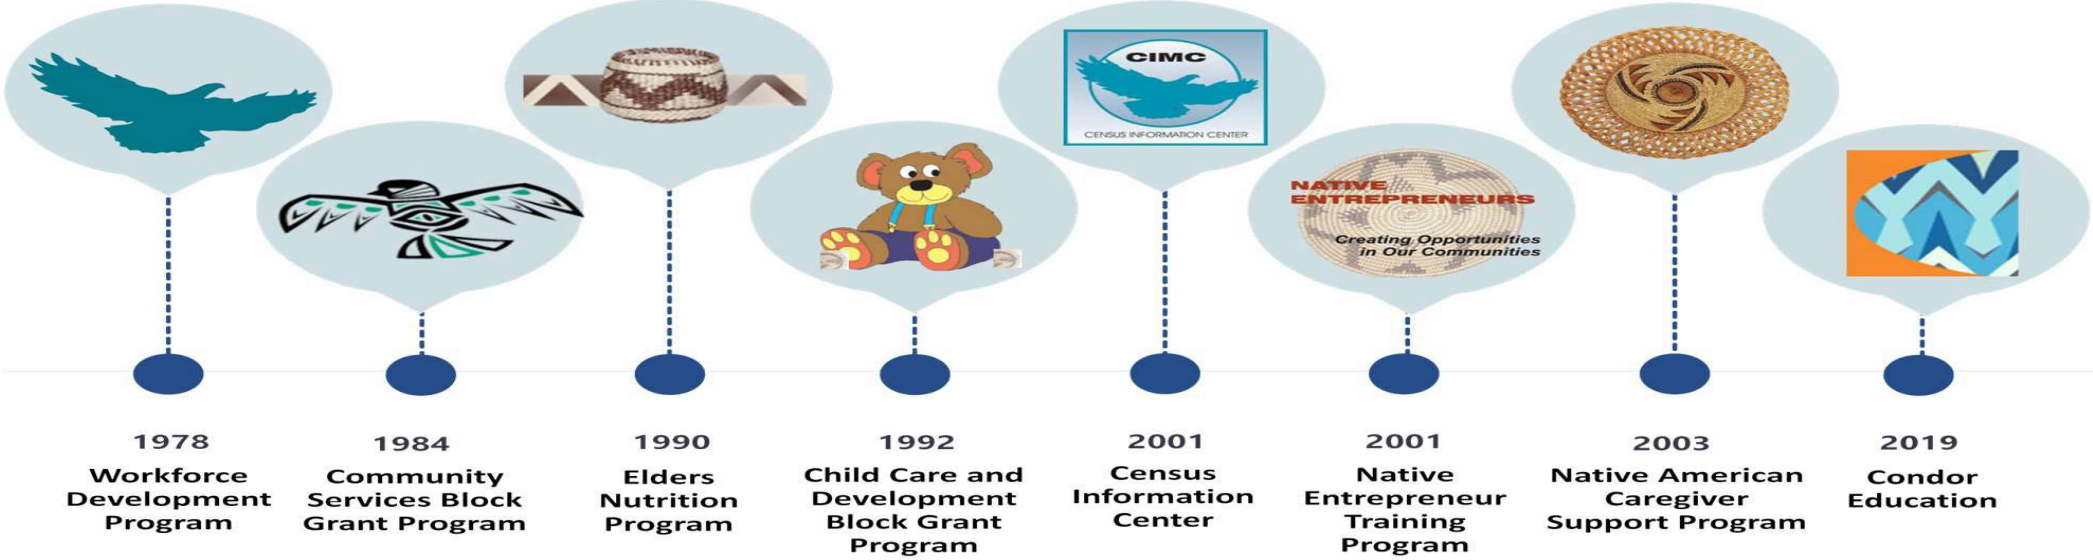 CIMC
CENSUS INFORMATION CENTER
NATIVE
ENTREPRENEURS
Creating Opportunities
in Our Communities
1978
Workforce
Development
Program
1984
Community
Services Block
Grant Program
1990
Elders
Nutrition
Program
1992
Child Care and
Development
Block Grant
Program
2001
Census
Information
Center
2001
Native
Entrepreneur
Training
Program
2003
Native American
Caregiver
Support Program
2019
Condor
Education